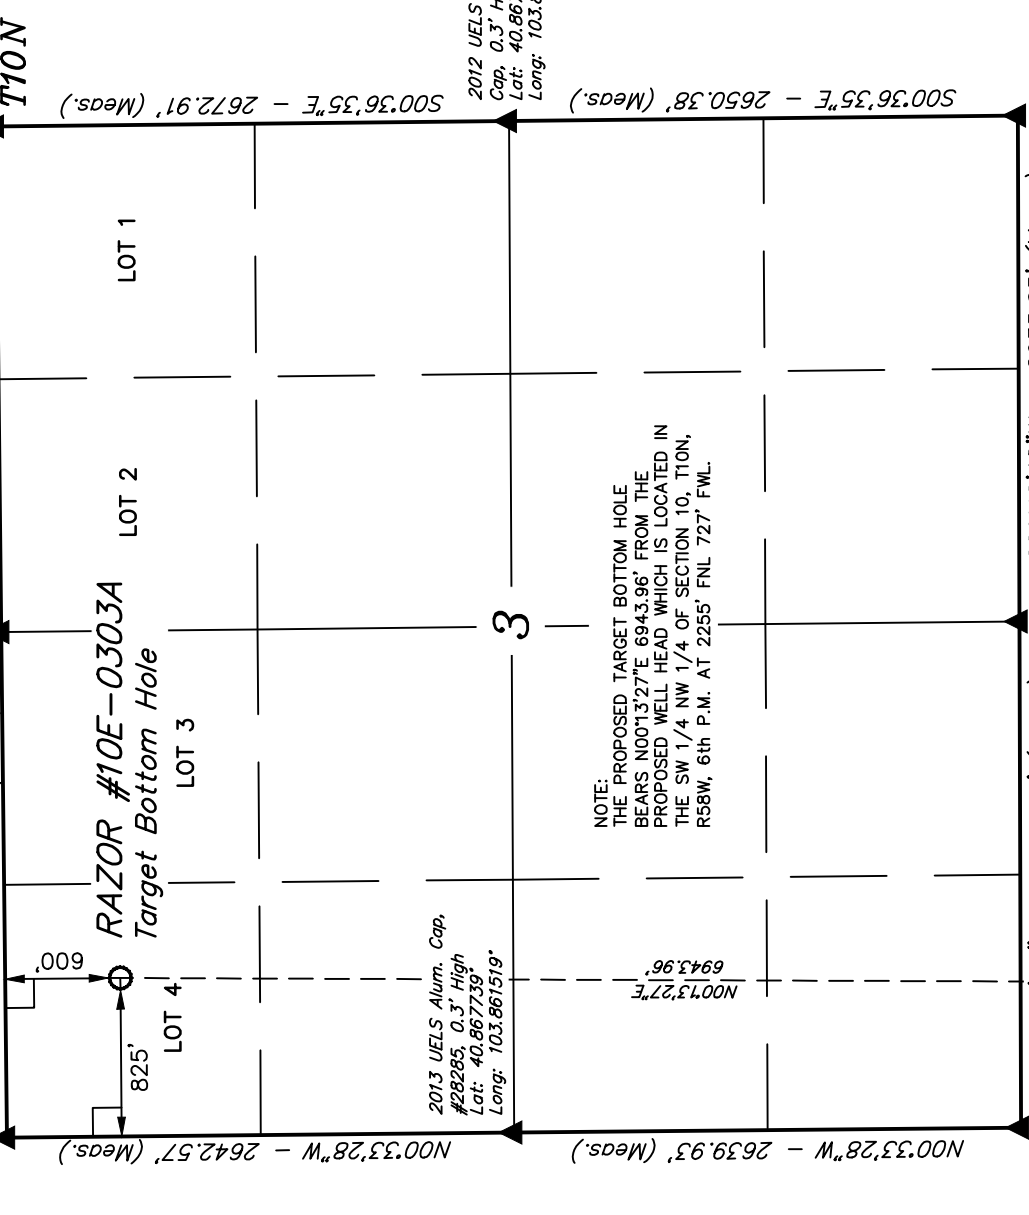 T10N
S00°36'35"E - 2672.91' (Meas.)
2012 UELS
Cap, 0.3' H
Lat: 40.867
Long: 103.8
S00°36'35"E - 2650.38' (Meas.)
LOT 1
LOT 2
RAZOR #10E-0303A
Target Bottom Hole
LOT 3
3
NOTE:
THE PROPOSED TARGET BOTTOM HOLE
BEARS N00°13'27"E 6943.96' FROM THE
PROPOSED WELL HEAD WHICH IS LOCATED IN
THE SW 1/4 NW 1/4 OF SECTION 10, T10N,
R58W, 6th P.M. AT 2255' FNL 727' FWL.
600'
825'
LOT 4
2013 UELS Alum. Cap,
#28285, 0.3' High
Lat: 40.867739°
Long: 103.861519°
N00°13'27"E
6943.96'
N00°33'28"W - 2642.57' (Meas.)
N00°33'28"W - 2639.93' (Meas.)